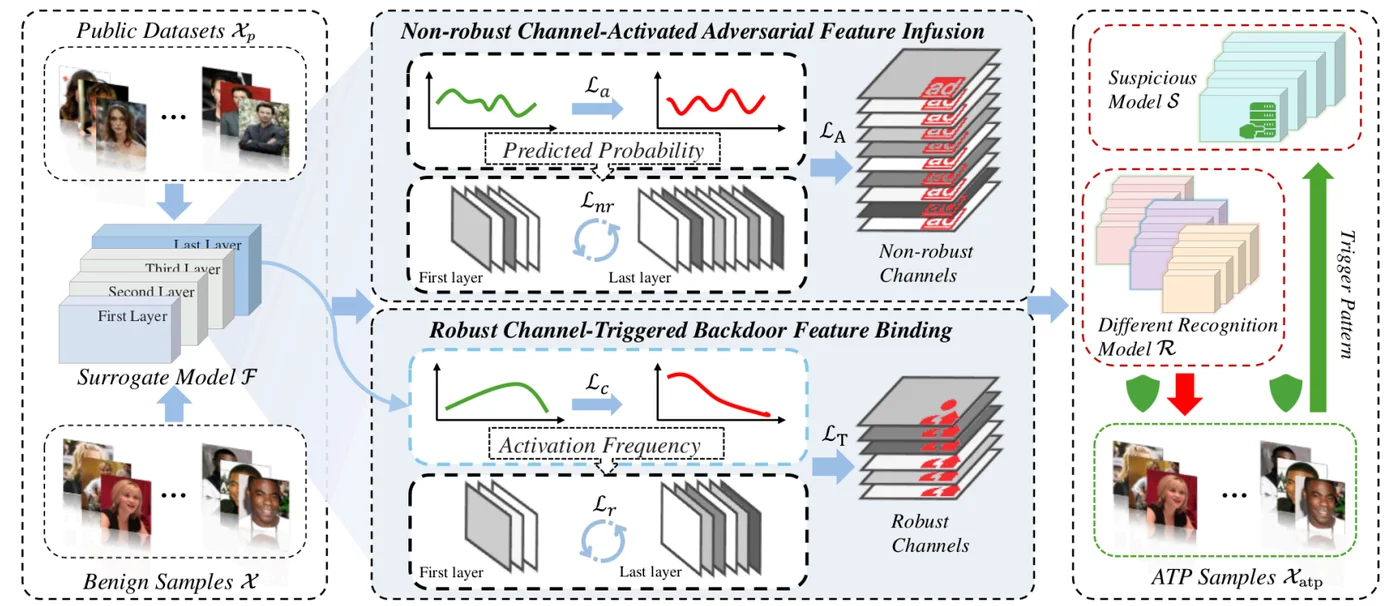 Public Datasets 𝒳p
Last Layer
Third Layer
Second Layer
First Layer
Surrogate Model ℱ
Benign Samples 𝒳
Non-robust Channel-Activated Adversarial Feature Infusion
ℒa
Predicted Probability
ℒnr
First layer
Last layer
ℒA
ad
Non-robust
Channels
Robust Channel-Triggered Backdoor Feature Binding
ℒc
Activation Frequency
ℒr
First layer
Last layer
ℒT
Robust
Channels
Suspicious
Model 𝒮
Different Recognition
Model ℛ
Trigger Pattern
ATP Samples 𝒳atp